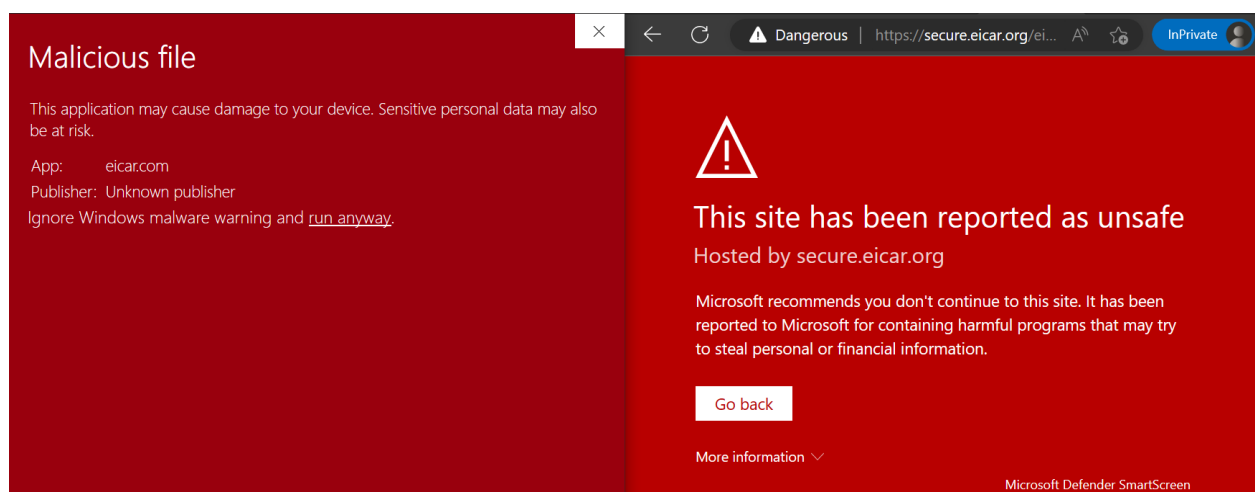 Malicious file
This application may cause damage to your device. Sensitive personal data may also
be at risk.
App: eicar.com
Publisher: Unknown publisher
Ignore Windows malware warning and run anyway.
Dangerous | https://secure.eicar.org/ei...
InPrivate
This site has been reported as unsafe
Hosted by secure.eicar.org
Microsoft recommends you don't continue to this site. It has been
reported to Microsoft for containing harmful programs that may try
to steal personal or financial information.
Go back
More information
Microsoft Defender SmartScreen